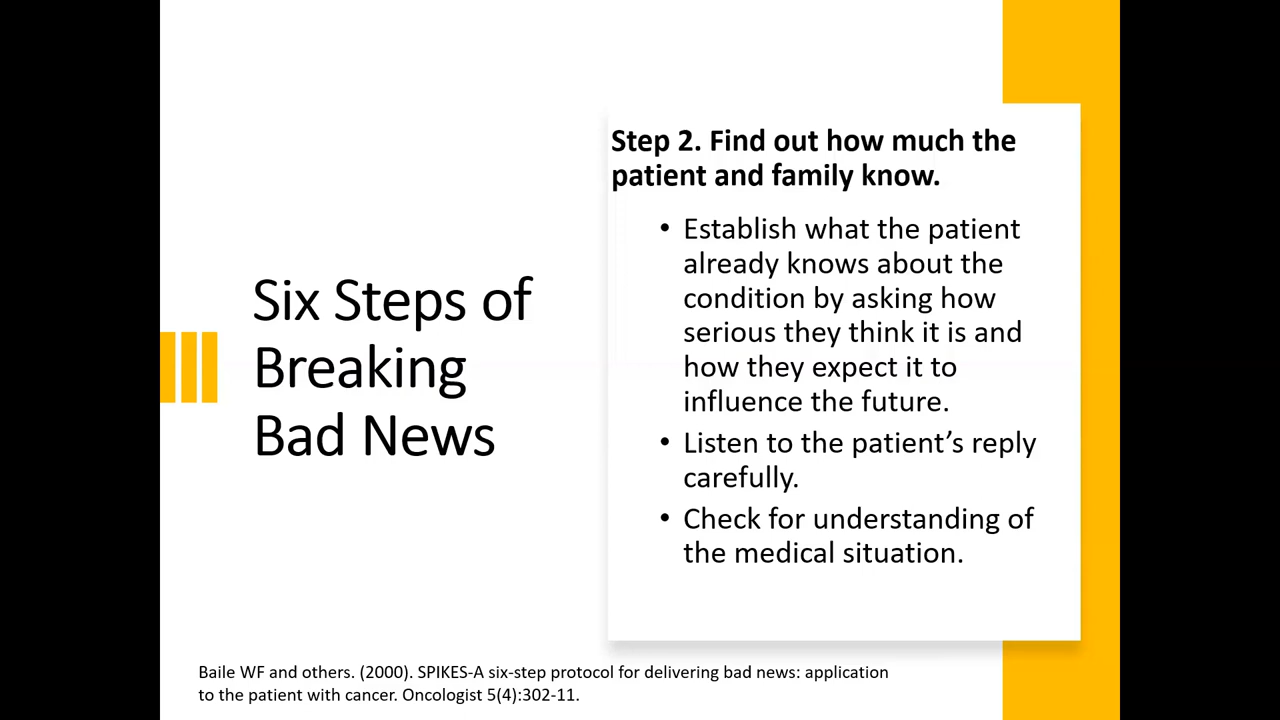 Six Steps of
Breaking
Bad News
Step 2. Find out how much the
patient and family know.
• Establish what the patient
already knows about the
condition by asking how
serious they think it is and
how they expect it to
influence the future.
• Listen to the patient’s reply
carefully.
• Check for understanding of
the medical situation.
Baile WF and others. (2000). SPIKES-A six-step protocol for delivering bad news: application
to the patient with cancer. Oncologist 5(4):302-11.